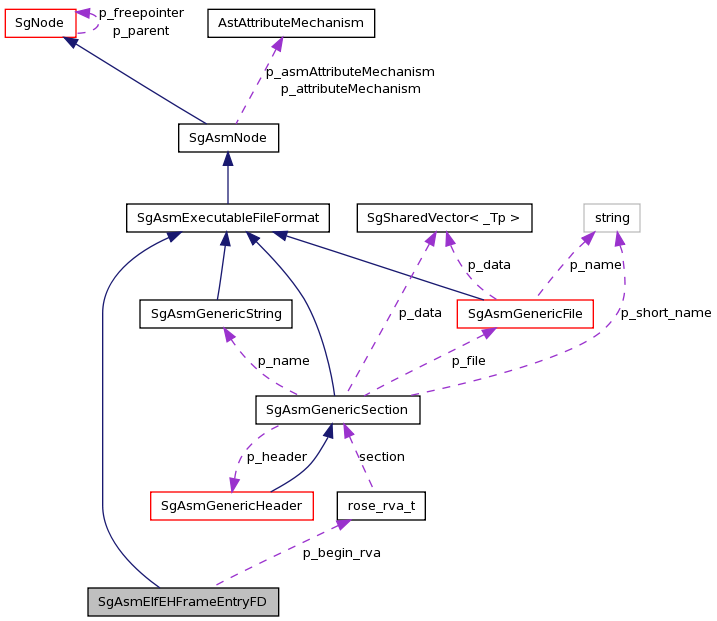 SgNode
p_freepointer
p_parent
AstAttributeMechanism
p_asmAttributeMechanism
p_attributeMechanism
SgAsmNode
SgAsmExecutableFileFormat
SgSharedVector< _Tp >
string
p_data
p_name
SgAsmGenericString
p_data
SgAsmGenericFile
p_short_name
p_name
p_file
SgAsmGenericSection
p_header
section
SgAsmGenericHeader
rose_rva_t
p_begin_rva
SgAsmElfEHFrameEntryFD